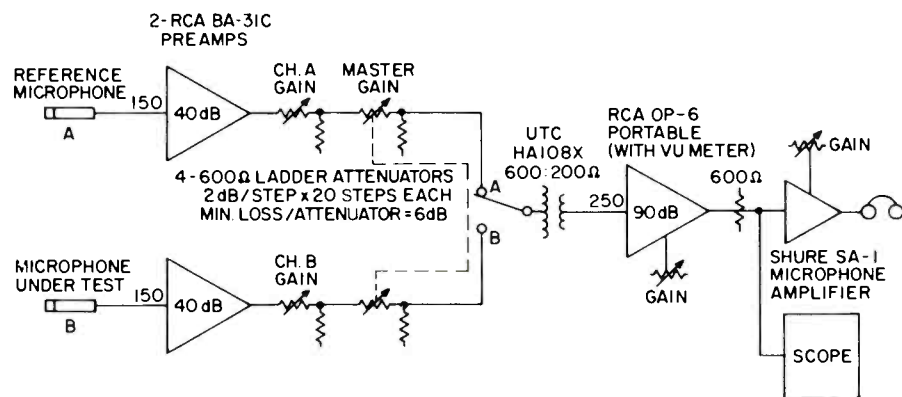 2-RCA BA-31C
PREAMPS
REFERENCE
MICROPHONE
A
150
40dB
CH. A
GAIN
MASTER
GAIN
4-600Ω LADDER ATTENUATORS
2dB/STEP x 20 STEPS EACH
MIN. LOSS/ATTENUATOR = 6dB
A
B
UTC
HA108X
600:200Ω
RCA OP-6
PORTABLE
(WITH VU METER)
250
90dB
GAIN
600Ω
GAIN
SHURE SA-1
MICROPHONE
AMPLIFIER
SCOPE
MICROPHONE
UNDER TEST
B
150
40dB
CH. B
GAIN